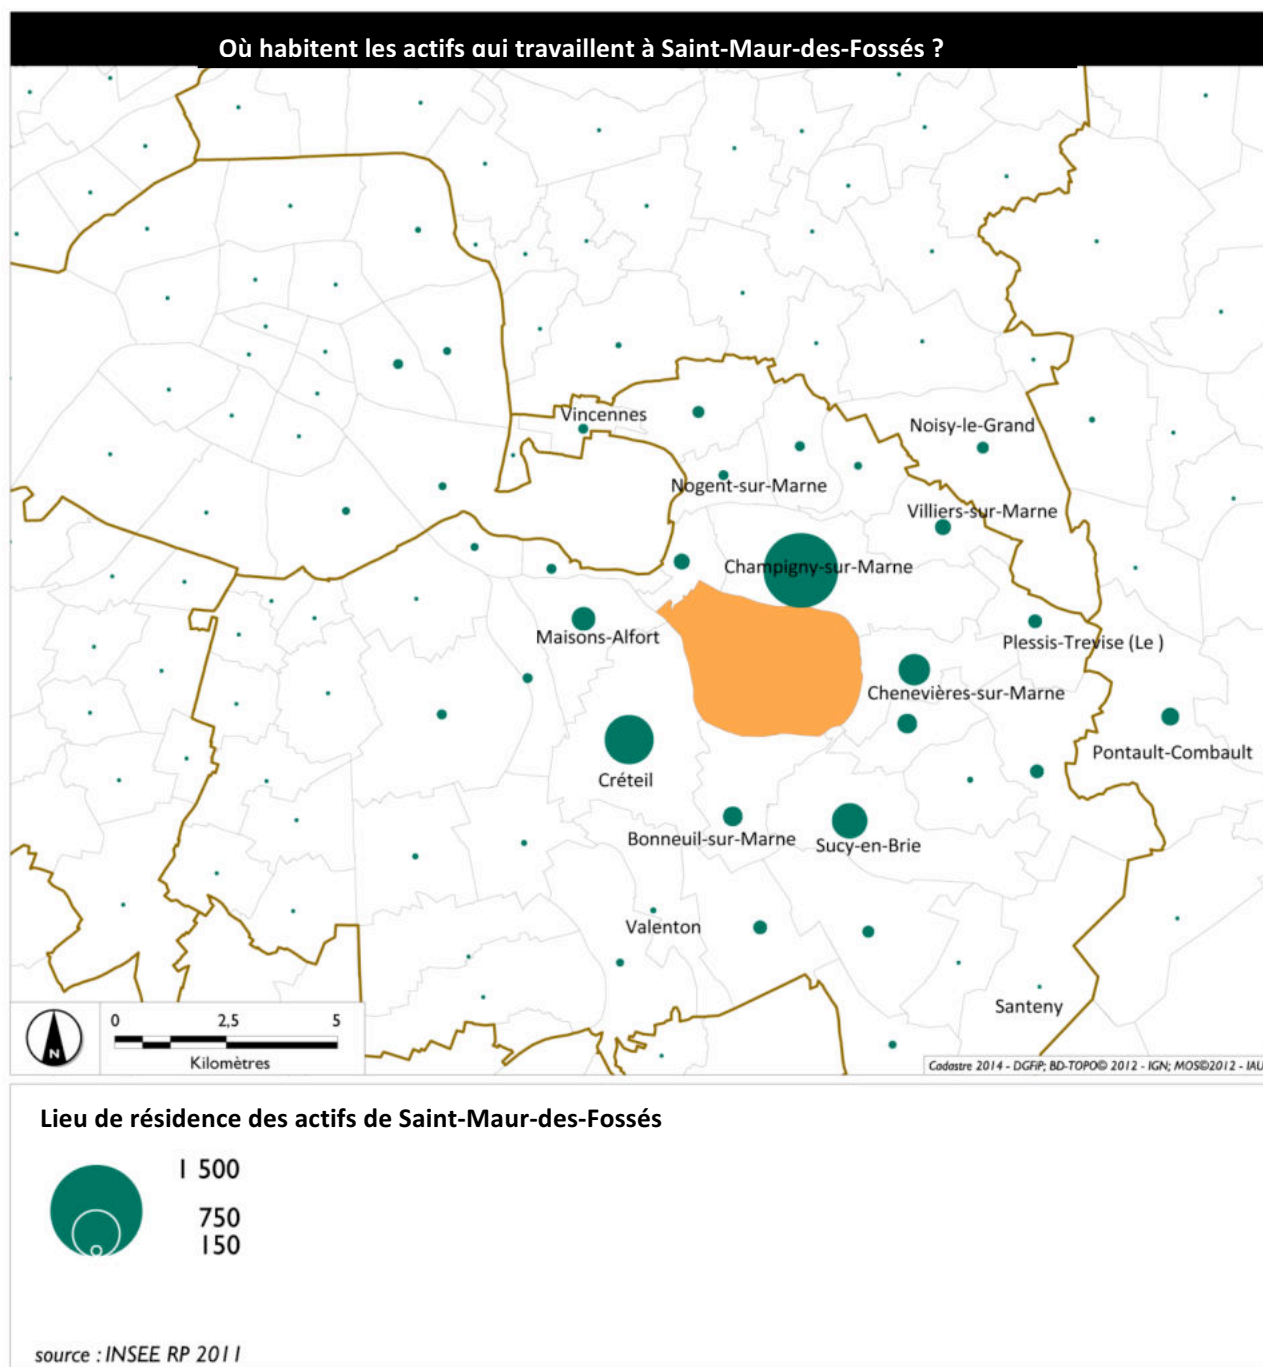 Où habitent les actifs qui travaillent à Saint-Maur-des-Fossés ?
Vincennes
Noisy-le-Grand
Nogent-sur-Marne
Villiers-sur-Marne
Champigny-sur-Marne
Maisons-Alfort
Plessis-Trevise (Le )
Chenevières-sur-Marne
Pontault-Combault
Créteil
Bonneuil-sur-Marne
Sucy-en-Brie
Valenton
Santeny
N
0 2,5 5
Kilomètres
Cadastre 2014 - DGFiP; BD-TOPO© 2012 - IGN; MOS©2012 - IAU
Lieu de résidence des actifs de Saint-Maur-des-Fossés
1 500
750
150
source : INSEE RP 2011